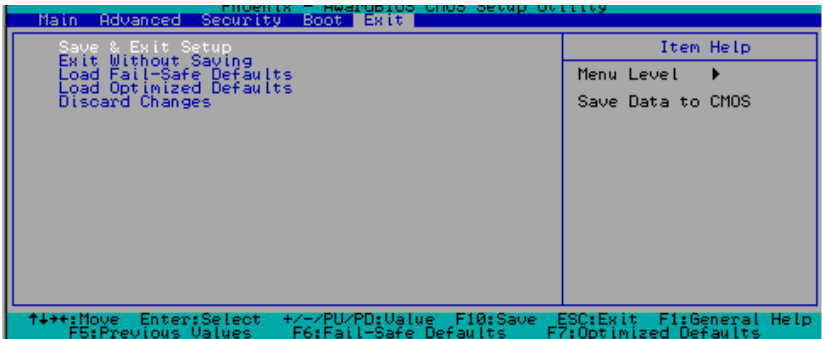 Phoenix - AwardBIOS CMOS Setup Utility
Main Advanced Security Boot Exit
Save & Exit Setup
Exit Without Saving
Load Fail-Safe Defaults
Load Optimized Defaults
Discard Changes
Item Help
Menu Level ▶
Save Data to CMOS
↑↓→←:Move Enter:Select +/-/PU/PD:Value F10:Save ESC:Exit F1:General Help
F5:Previous Values F6:Fail-Safe Defaults F7:Optimized Defaults